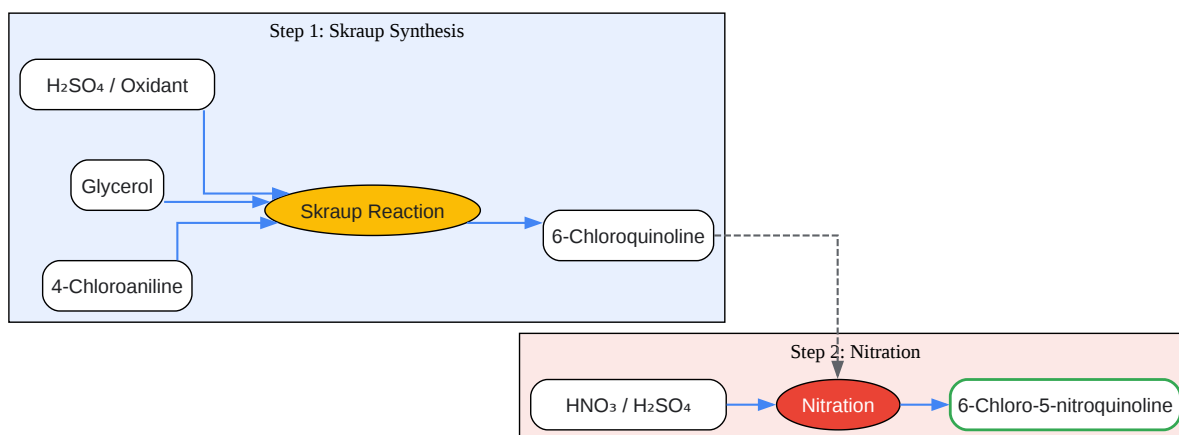 Step 1: Skraup Synthesis
H₂SO₄ / Oxidant
Glycerol
Skraup Reaction
6-Chloroquinoline
4-Chloroaniline
Step 2: Nitration
HNO₃ / H₂SO₄
Nitration
6-Chloro-5-nitroquinoline